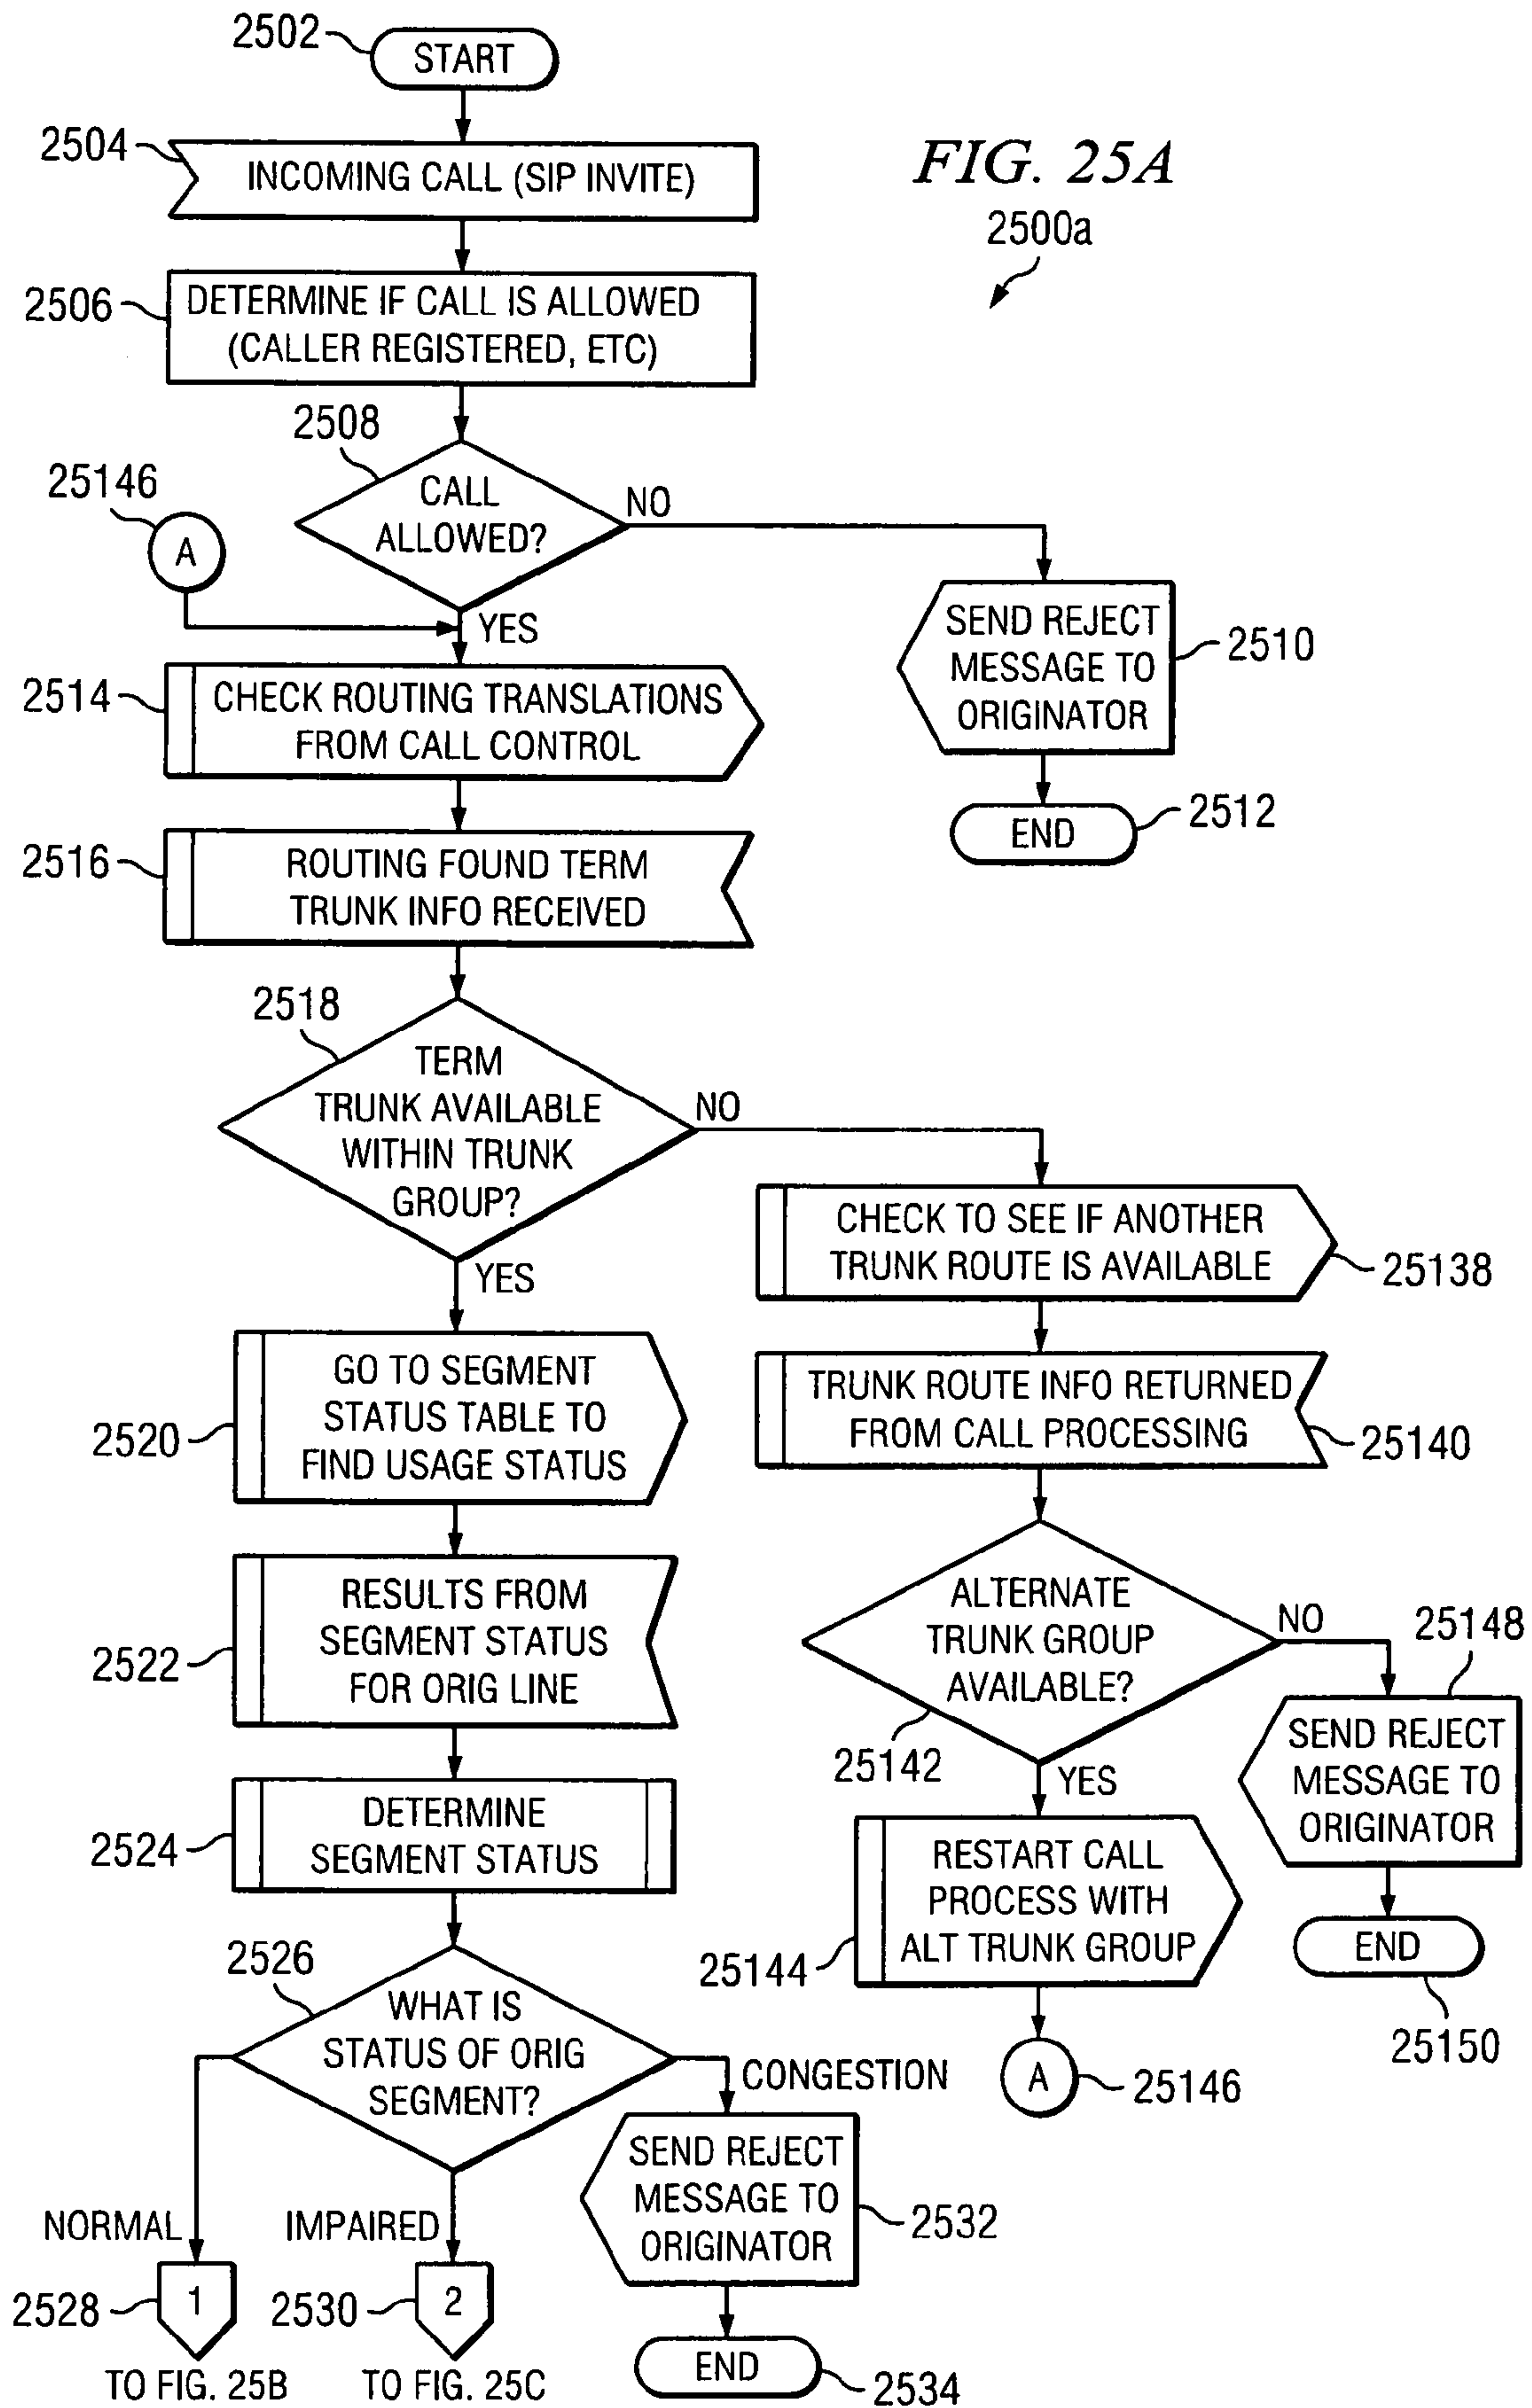 2502
START
2504
INCOMING CALL (SIP INVITE)
FIG. 25A
2500a
2506
DETERMINE IF CALL IS ALLOWED
(CALLER REGISTERED, ETC)
2508
CALL
ALLOWED?
NO
25146
A
YES
SEND REJECT
MESSAGE TO
ORIGINATOR
2510
END
2512
2514
CHECK ROUTING TRANSLATIONS
FROM CALL CONTROL
2516
ROUTING FOUND TERM
TRUNK INFO RECEIVED
2518
TERM
TRUNK AVAILABLE
WITHIN TRUNK
GROUP?
NO
YES
CHECK TO SEE IF ANOTHER
TRUNK ROUTE IS AVAILABLE
25138
TRUNK ROUTE INFO RETURNED
FROM CALL PROCESSING
25140
2520
GO TO SEGMENT
STATUS TABLE TO
FIND USAGE STATUS
2522
RESULTS FROM
SEGMENT STATUS
FOR ORIG LINE
ALTERNATE
TRUNK GROUP
AVAILABLE?
25142
NO
25148
SEND REJECT
MESSAGE TO
ORIGINATOR
END
25150
YES
RESTART CALL
PROCESS WITH
ALT TRUNK GROUP
25144
A
25146
2524
DETERMINE
SEGMENT STATUS
2526
WHAT IS
STATUS OF ORIG
SEGMENT?
CONGESTION
SEND REJECT
MESSAGE TO
ORIGINATOR
2532
END
2534
NORMAL
1
2528
TO FIG. 25B
IMPAIRED
2
2530
TO FIG. 25C